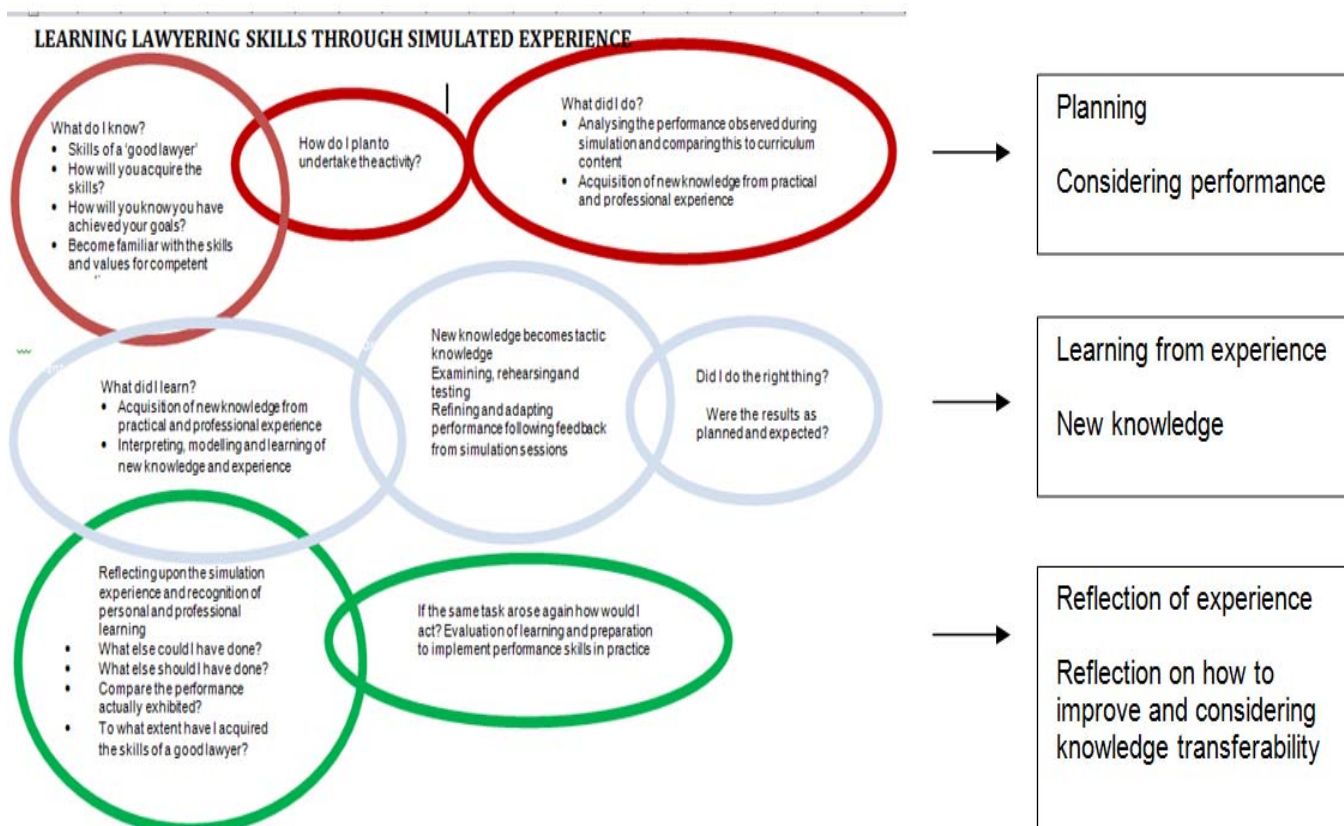 LEARNING LAWYERING SKILLS THROUGH SIMULATED EXPERIENCE
What do I know?
• Skills of a 'good lawyer'
• How will you acquire the
skills?
• How will you know you have
achieved your goals?
• Become familiar with the skills
and values for competent
How do I plan to
undertake the activity?
What did I do?
• Analysing the performance observed during
simulation and comparing this to curriculum
content
• Acquisition of new knowledge from practical
and professional experience
Planning
Considering performance
What did I learn?
• Acquisition of new knowledge from
practical and professional experience
• Interpreting, modelling and learning of
new knowledge and experience
New knowledge becomes tactic
knowledge
Examining, rehearsing and
testing
Refining and adapting
performance following feedback
from simulation sessions
Did I do the right thing?
Were the results as
planned and expected?
Learning from experience
New knowledge
Reflecting upon the simulation
experience and recognition of
personal and professional
learning
• What else could I have done?
• What else should I have done?
• Compare the performance
actually exhibited?
• To what extent have I acquired
the skills of a good lawyer?
If the same task arose again how would I
act? Evaluation of learning and preparation
to implement performance skills in practice
Reflection of experience
Reflection on how to
improve and considering
knowledge transferability